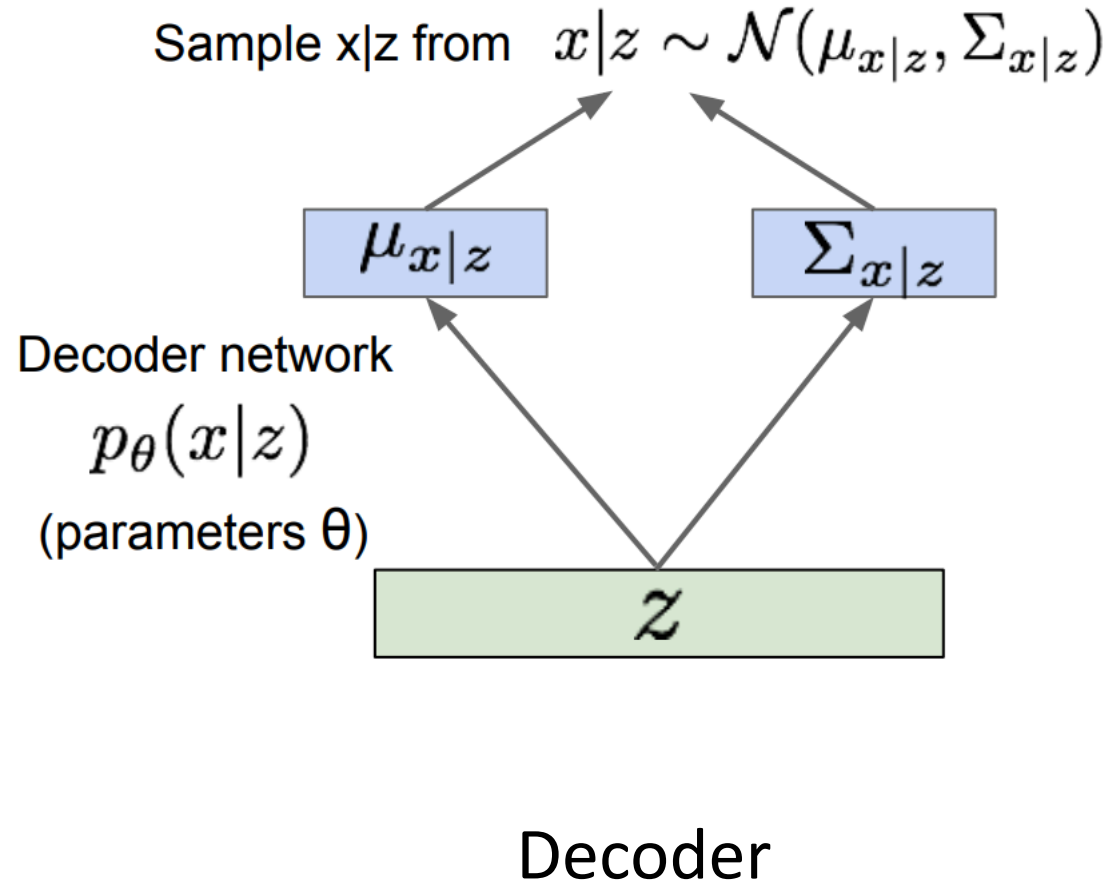 Sample x|z from x|z ∼ 𝒩(μ_{x|z}, Σ_{x|z})
μ_{x|z} Σ_{x|z}
Decoder network
p_θ(x|z)
(parameters θ)
z
Decoder